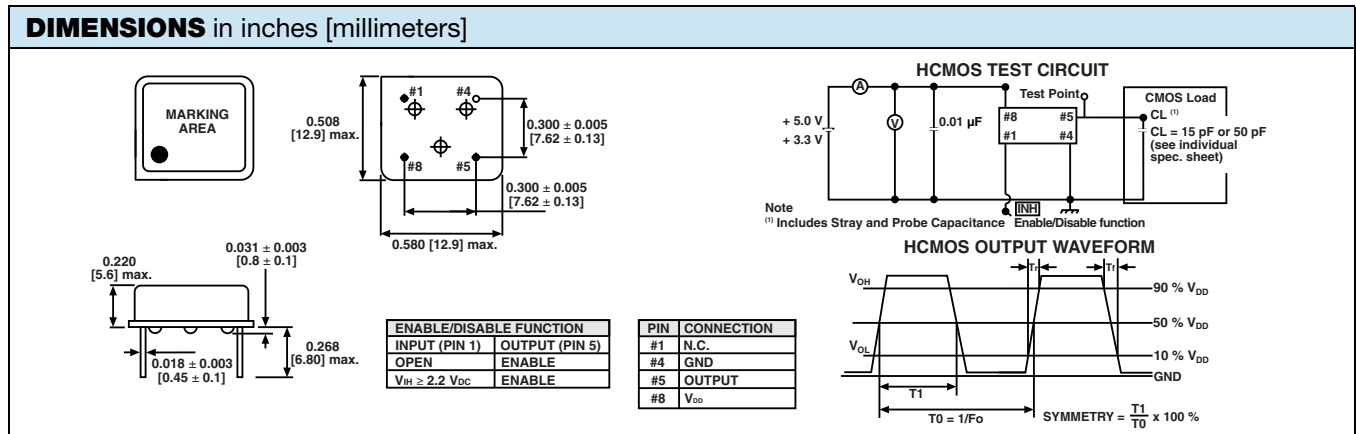 DIMENSIONS in inches [millimeters]
MARKING
AREA
0.508
[12.9] max.
#1
#4
#8
#5
0.300 ± 0.005
[7.62 ± 0.13]
0.300 ± 0.005
[7.62 ± 0.13]
0.580 [12.9] max.
0.220
[5.6] max.
0.031 ± 0.003
[0.8 ± 0.1]
0.018 ± 0.003
[0.45 ± 0.1]
0.268
[6.80] max.
ENABLE/DISABLE FUNCTION
INPUT (PIN 1) OUTPUT (PIN 5)
OPEN ENABLE
VIH ≥ 2.2 VDC ENABLE
PIN CONNECTION
#1 N.C.
#4 GND
#5 OUTPUT
#8 VDD
HCMOS TEST CIRCUIT
+ 5.0 V
+ 3.3 V
A
V
0.01 µF
Test Point
#8 #5
#1 #4
CMOS Load
CL (1)
CL = 15 pF or 50 pF
(see individual
spec. sheet)
INH
Note
(1) Includes Stray and Probe Capacitance
Enable/Disable function
HCMOS OUTPUT WAVEFORM
Tr
Tf
VOH
90 % VDD
50 % VDD
VOL
10 % VDD
GND
T1
T0 = 1/Fo
SYMMETRY = T1/T0 x 100 %